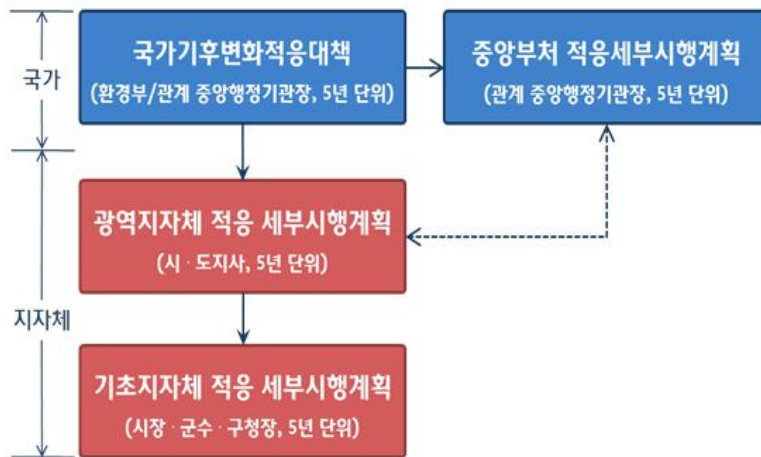 국가
국가기후변화적응대책
(환경부/관계 중앙행정기관장, 5년 단위)
중앙부처 적응세부시행계획
(관계 중앙행정기관장, 5년 단위)
지자체
광역지자체 적응 세부시행계획
(시 · 도지사, 5년 단위)
기초지자체 적응 세부시행계획
(시장 · 군수 · 구청장, 5년 단위)